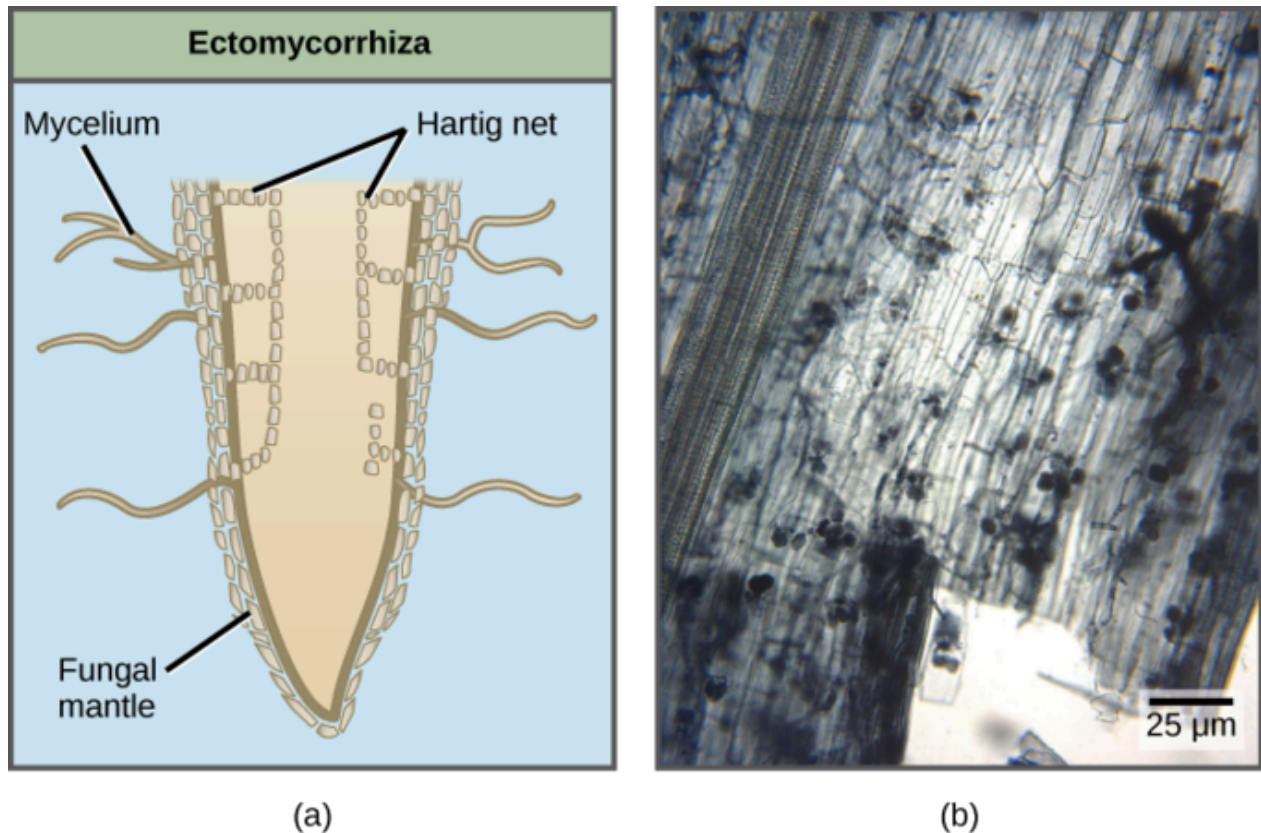 Ectomycorrhiza
Mycelium
Hartig net
Fungal
mantle
25 μm
(a)
(b)